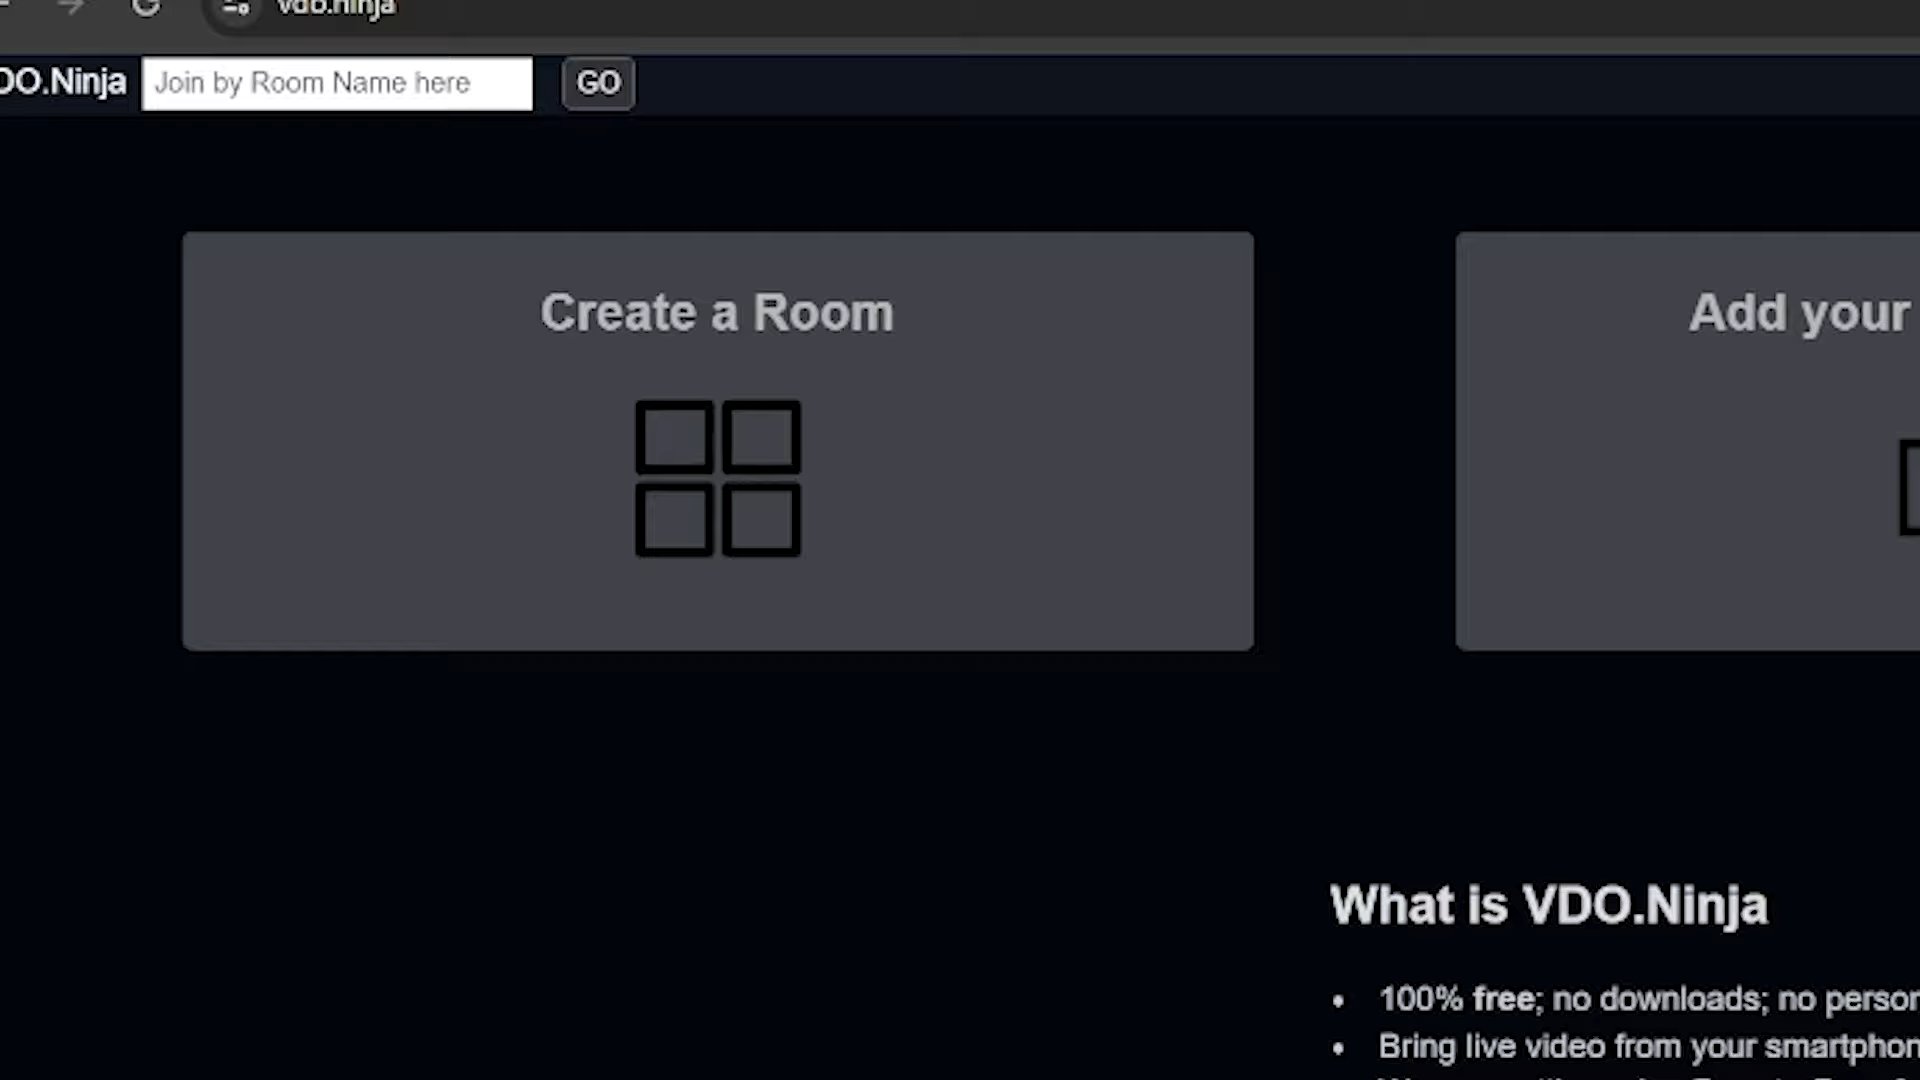 vdo.ninja
DO.Ninja
Join by Room Name here
GO
Create a Room
Add your
What is VDO.Ninja
• 100% free; no downloads; no person
• Bring live video from your smartphon